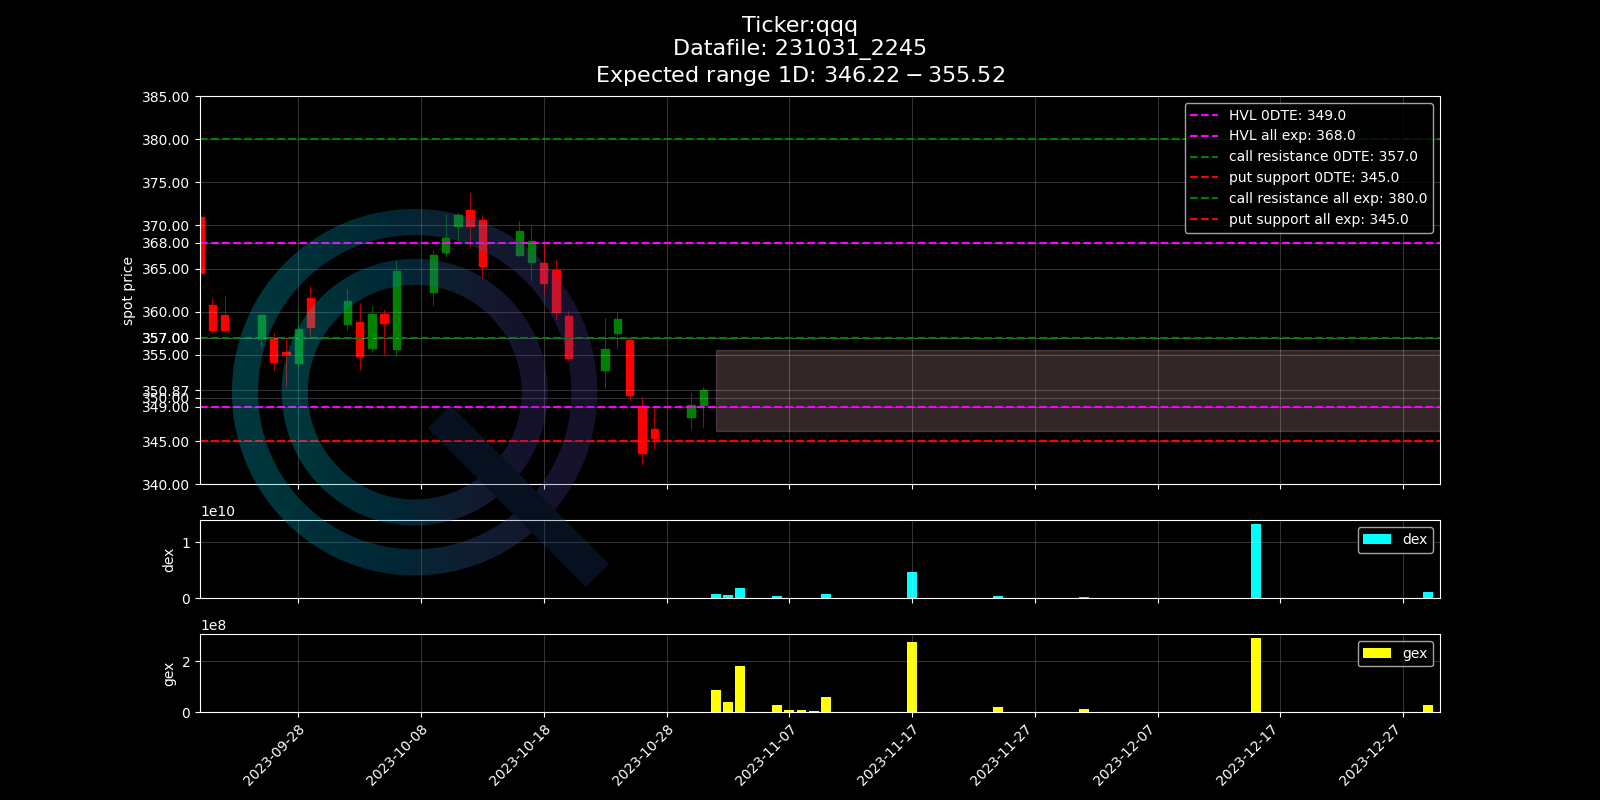 Ticker:qqq
Datafile: 231031_2245
Expected range 1D: 346.22 − 355.52
385.00
380.00
375.00
370.00
368.00
365.00
360.00
357.00
355.00
350.87
350.00
349.00
345.00
340.00
spot price
HVL 0DTE: 349.0
HVL all exp: 368.0
call resistance 0DTE: 357.0
put support 0DTE: 345.0
call resistance all exp: 380.0
put support all exp: 345.0
1e10
1
0
dex
dex
1e8
2
0
gex
gex
2023-09-28
2023-10-08
2023-10-18
2023-10-28
2023-11-07
2023-11-17
2023-11-27
2023-12-07
2023-12-17
2023-12-27